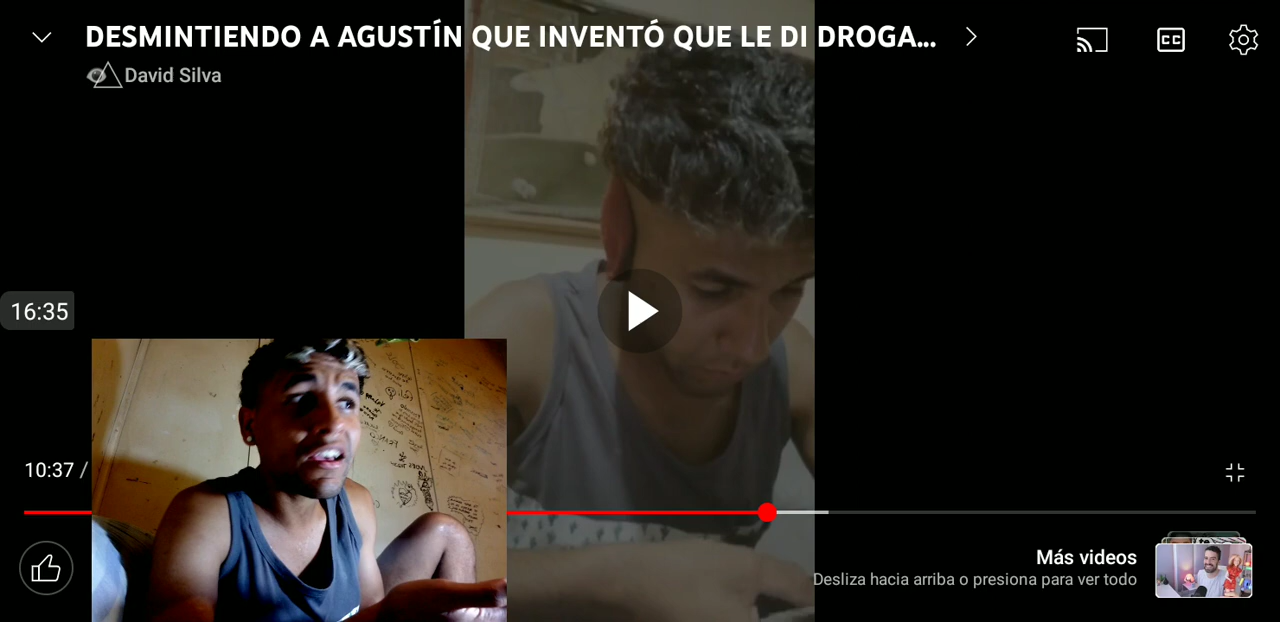 DESMINTIENDO A AGUSTÍN QUE INVENTÓ QUE LE DI DROGA...
CC
David Silva
16:35
10:37 /
Más videos
Desliza hacia arriba o presiona para ver todo